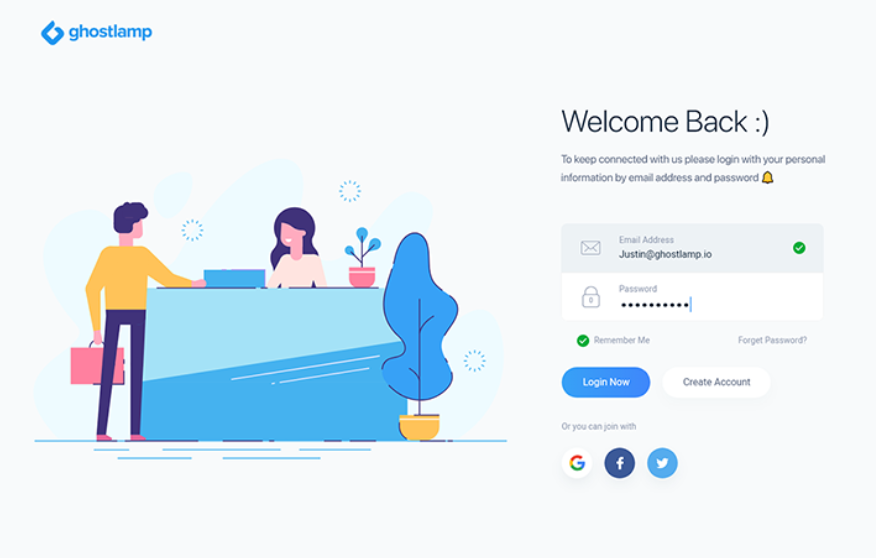 ghostlamp
Welcome Back :)
To keep connected with us please login with your personal
information by email address and password 🔔
Email Address
Justin@ghostlamp.io
Password
••••••••••
Remember Me
Forget Password?
Login Now
Create Account
Or you can join with